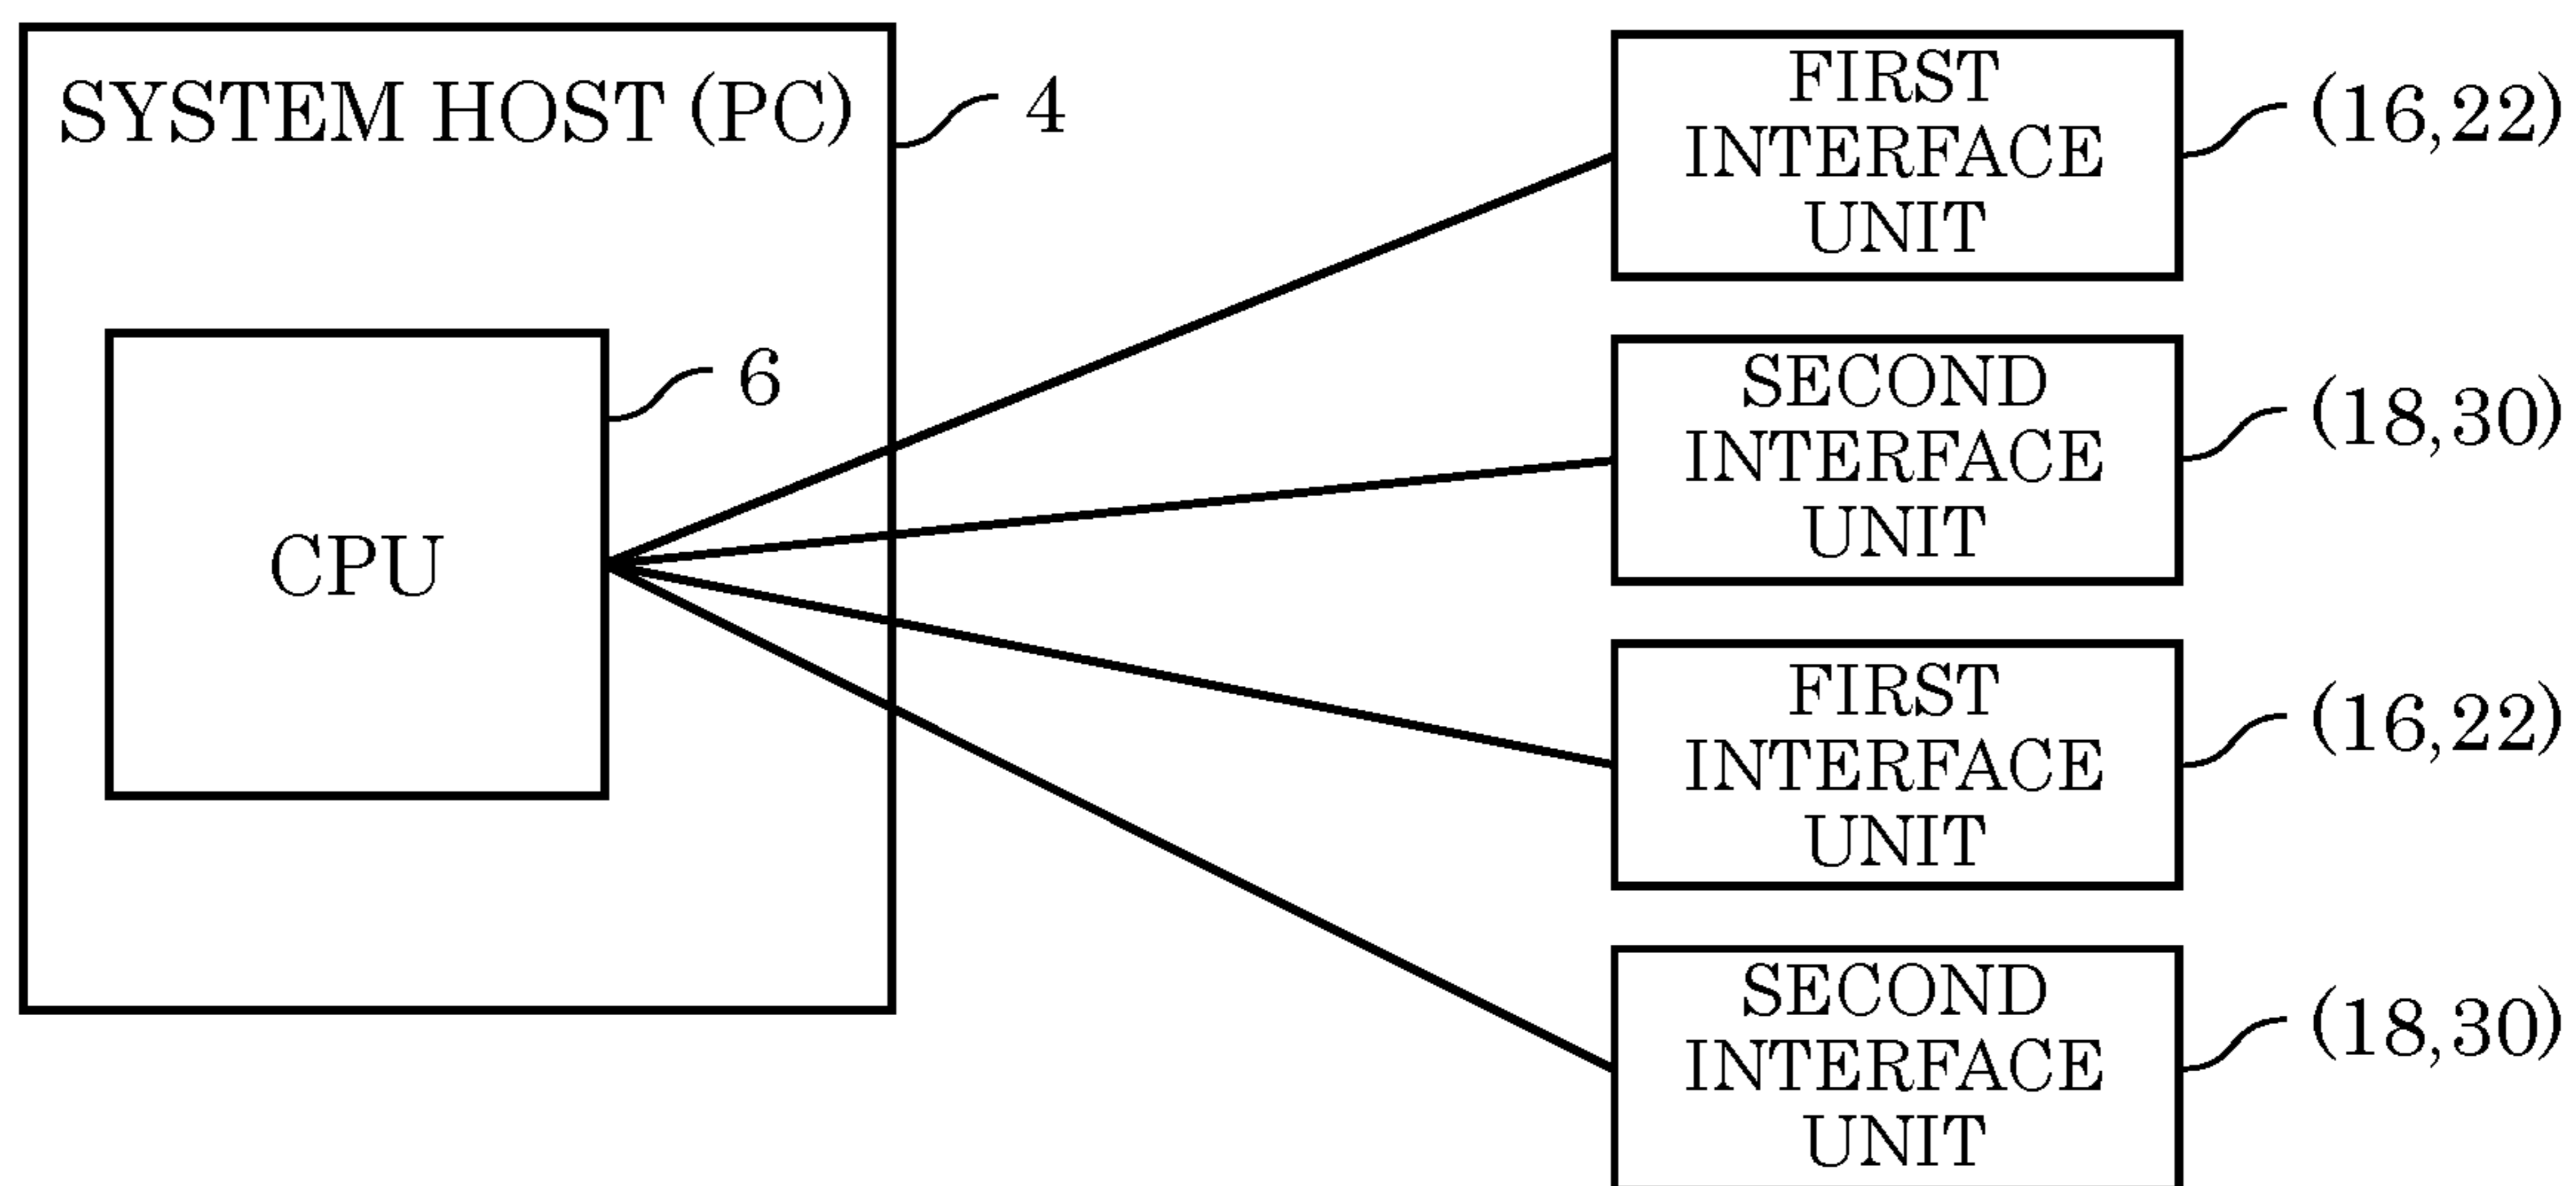 SYSTEM HOST (PC)
4
6
CPU
FIRST
INTERFACE
UNIT
(16,22)
SECOND
INTERFACE
UNIT
(18,30)
FIRST
INTERFACE
UNIT
(16,22)
SECOND
INTERFACE
UNIT
(18,30)